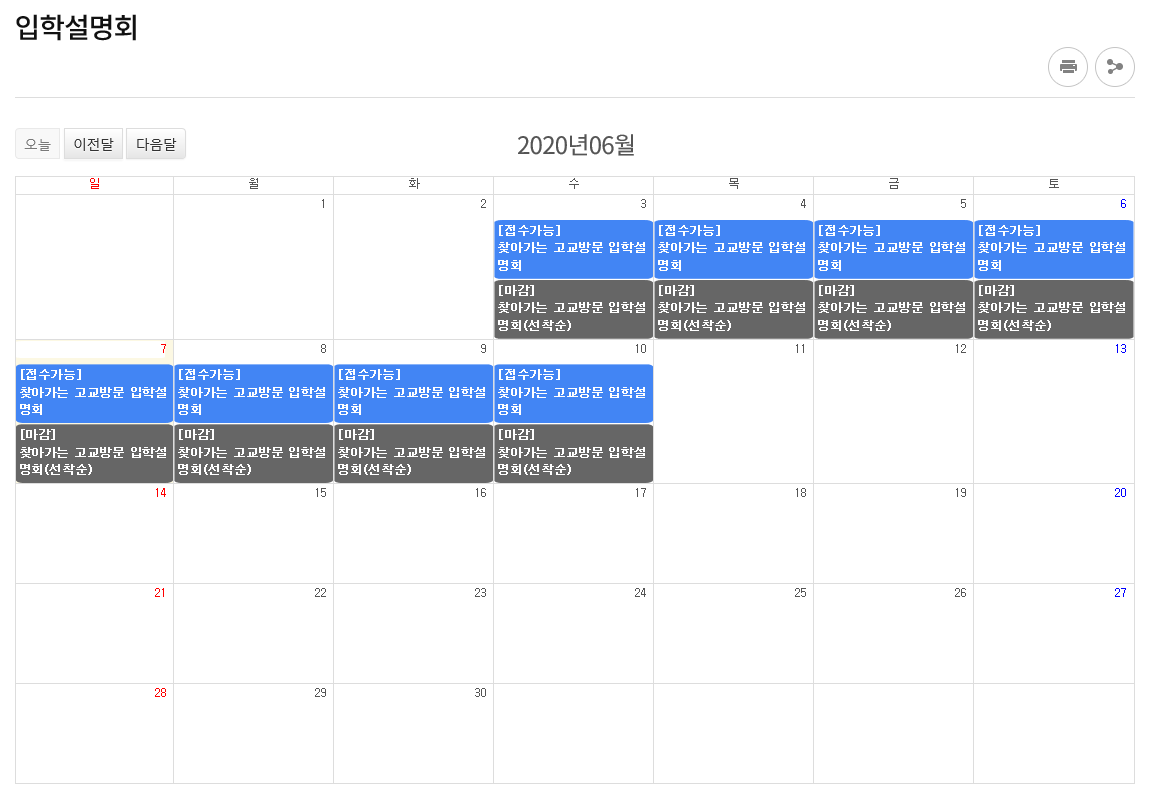 입학설명회
오늘 이전달 다음달 2020년06월
일 월 화 수 목 금 토
1 2 3 4 5 6
[접수가능] [접수가능] [접수가능] [접수가능]
찾아가는 고교방문 입학설 찾아가는 고교방문 입학설 찾아가는 고교방문 입학설 찾아가는 고교방문 입학설
명회 명회 명회 명회
[마감] [마감] [마감] [마감]
찾아가는 고교방문 입학설 찾아가는 고교방문 입학설 찾아가는 고교방문 입학설 찾아가는 고교방문 입학설
명회(선착순) 명회(선착순) 명회(선착순) 명회(선착순)
7 8 9 10 11 12 13
[접수가능] [접수가능] [접수가능] [접수가능]
찾아가는 고교방문 입학설 찾아가는 고교방문 입학설 찾아가는 고교방문 입학설 찾아가는 고교방문 입학설
명회 명회 명회 명회
[마감] [마감] [마감] [마감]
찾아가는 고교방문 입학설 찾아가는 고교방문 입학설 찾아가는 고교방문 입학설 찾아가는 고교방문 입학설
명회(선착순) 명회(선착순) 명회(선착순) 명회(선착순)
14 15 16 17 18 19 20
21 22 23 24 25 26 27
28 29 30